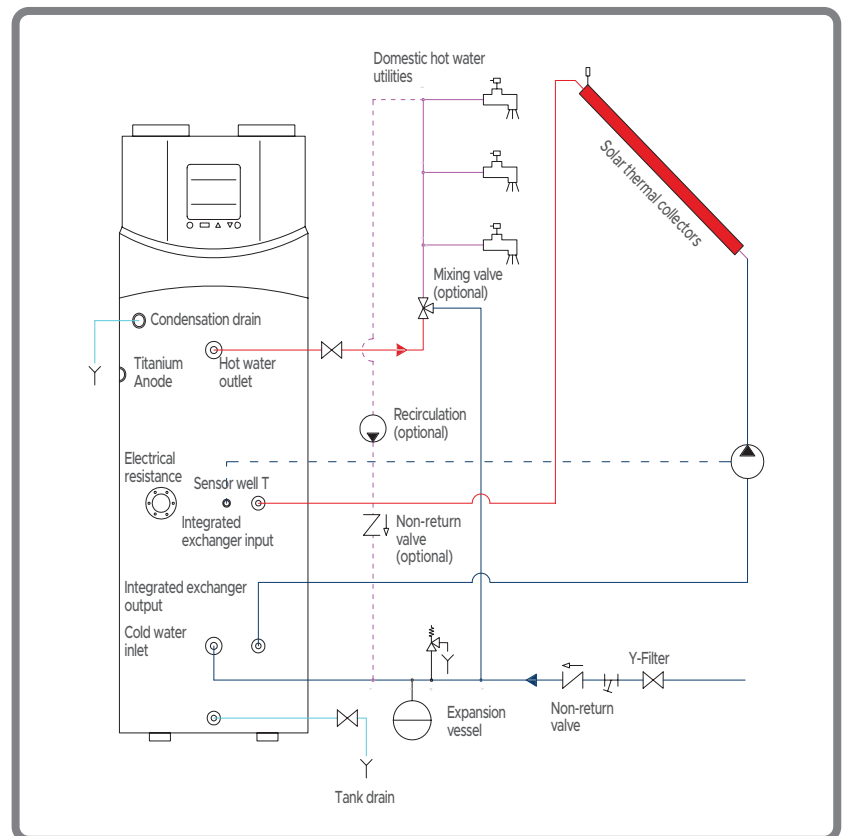 Domestic hot water
utilities
Solar thermal collectors
Mixing valve
(optional)
Condensation drain
Titanium
Anode
Hot water
outlet
Recirculation
(optional)
Electrical
resistance
Sensor well T
Integrated
exchanger input
Non-return
valve
(optional)
Integrated exchanger
output
Cold water
inlet
Y-Filter
Expansion
vessel
Non-return
valve
Tank drain